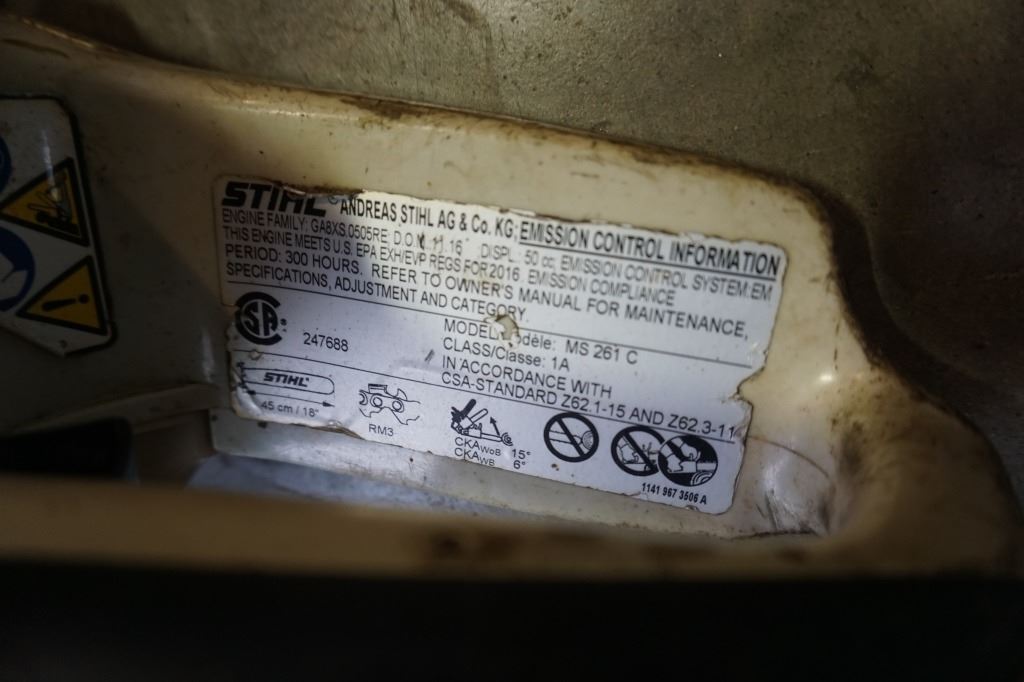 STIHL ANDREAS STIHL AG & Co. KG EMISSION CONTROL INFORMATION
ENGINE FAMILY: GA8XS.0505RE D.O.M. 11.16 DISPL.: 50 cc EMISSION CONTROL SYSTEM:EM
THIS ENGINE MEETS U.S. EPA EXH/EVP REGS FOR 2016. EMISSION COMPLIANCE
PERIOD: 300 HOURS. REFER TO OWNER'S MANUAL FOR MAINTENANCE,
SPECIFICATIONS, ADJUSTMENT AND CATEGORY.
MODEL dèle: MS 261 C
CLASS/Classe: 1A
IN ACCORDANCE WITH
CSA-STANDARD Z62.1-15 AND Z62.3-11
SA
247688
STIHL
45 cm / 18"
RM3
CKA WOB 15°
CKA WB 6°
1141 967 3506 A